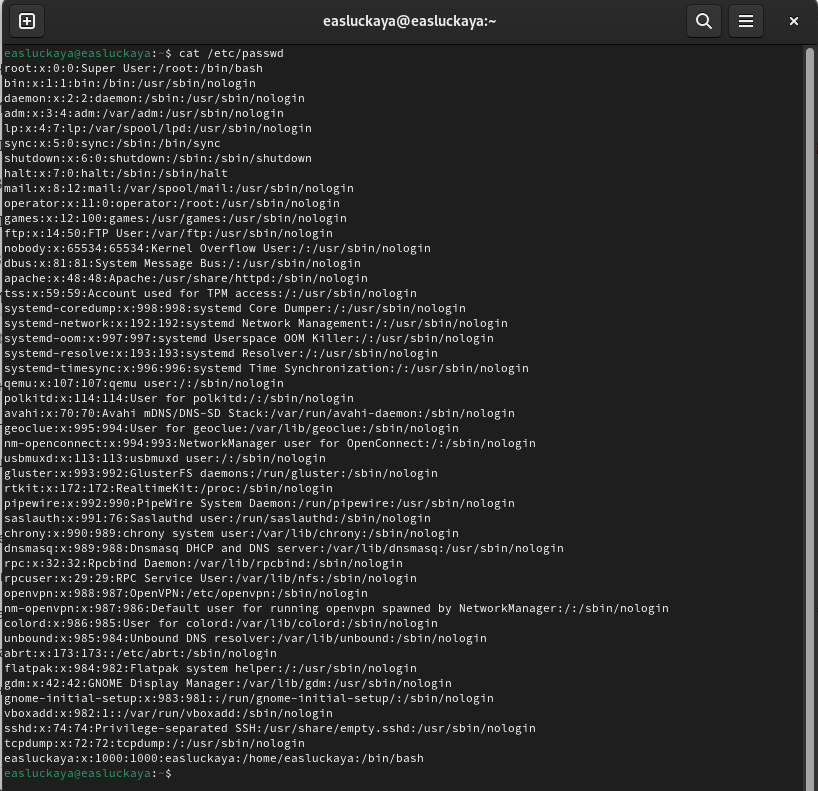 easluckaya@easluckaya:~
easluckaya@easluckaya:~$ cat /etc/passwd
root:x:0:0:Super User:/root:/bin/bash
bin:x:1:1:bin:/bin:/usr/sbin/nologin
daemon:x:2:2:daemon:/sbin:/usr/sbin/nologin
adm:x:3:4:adm:/var/adm:/usr/sbin/nologin
lp:x:4:7:lp:/var/spool/lpd:/usr/sbin/nologin
sync:x:5:0:sync:/sbin:/bin/sync
shutdown:x:6:0:shutdown:/sbin:/sbin/shutdown
halt:x:7:0:halt:/sbin:/sbin/halt
mail:x:8:12:mail:/var/spool/mail:/usr/sbin/nologin
operator:x:11:0:operator:/root:/usr/sbin/nologin
games:x:12:100:games:/usr/games:/usr/sbin/nologin
ftp:x:14:50:FTP User:/var/ftp:/usr/sbin/nologin
nobody:x:65534:65534:Kernel Overflow User:/:/usr/sbin/nologin
dbus:x:81:81:System Message Bus:/:/usr/sbin/nologin
apache:x:48:48:Apache:/usr/share/httpd:/sbin/nologin
tss:x:59:59:Account used for TPM access:/:/usr/sbin/nologin
systemd-coredump:x:998:998:systemd Core Dumper:/:/usr/sbin/nologin
systemd-network:x:192:192:systemd Network Management:/:/usr/sbin/nologin
systemd-oom:x:997:997:systemd Userspace OOM Killer:/:/usr/sbin/nologin
systemd-resolve:x:193:193:systemd Resolver:/:/usr/sbin/nologin
systemd-timesync:x:996:996:systemd Time Synchronization:/:/usr/sbin/nologin
qemu:x:107:107:qemu user:/:/sbin/nologin
polkitd:x:114:114:User for polkitd:/:/sbin/nologin
avahi:x:70:70:Avahi mDNS/DNS-SD Stack:/var/run/avahi-daemon:/sbin/nologin
geoclue:x:995:994:User for geoclue:/var/lib/geoclue:/sbin/nologin
nm-openconnect:x:994:993:NetworkManager user for OpenConnect:/:/sbin/nologin
usbmuxd:x:113:113:usbmuxd user:/:/sbin/nologin
gluster:x:993:992:GlusterFS daemons:/run/gluster:/sbin/nologin
rtkit:x:172:172:RealtimeKit:/proc:/sbin/nologin
pipewire:x:992:990:PipeWire System Daemon:/run/pipewire:/usr/sbin/nologin
saslauth:x:991:76:Saslauthd user:/run/saslauthd:/sbin/nologin
chrony:x:990:989:chrony system user:/var/lib/chrony:/sbin/nologin
dnsmasq:x:989:988:Dnsmasq DHCP and DNS server:/var/lib/dnsmasq:/usr/sbin/nologin
rpc:x:32:32:Rpcbind Daemon:/var/lib/rpcbind:/sbin/nologin
rpcuser:x:29:29:RPC Service User:/var/lib/nfs:/sbin/nologin
openvpn:x:988:987:OpenVPN:/etc/openvpn:/sbin/nologin
nm-openvpn:x:987:986:Default user for running openvpn spawned by NetworkManager:/:/sbin/nologin
colord:x:986:985:User for colord:/var/lib/colord:/sbin/nologin
unbound:x:985:984:Unbound DNS resolver:/var/lib/unbound:/sbin/nologin
abrt:x:173:173::/etc/abrt:/sbin/nologin
flatpak:x:984:982:Flatpak system helper:/:/usr/sbin/nologin
gdm:x:42:42:GNOME Display Manager:/var/lib/gdm:/usr/sbin/nologin
gnome-initial-setup:x:983:981::/run/gnome-initial-setup/:/sbin/nologin
vboxadd:x:982:1::/var/run/vboxadd:/sbin/nologin
sshd:x:74:74:Privilege-separated SSH:/usr/share/empty.sshd:/usr/sbin/nologin
tcpdump:x:72:72:tcpdump:/:/usr/sbin/nologin
easluckaya:x:1000:1000:easluckaya:/home/easluckaya:/bin/bash
easluckaya@easluckaya:~$